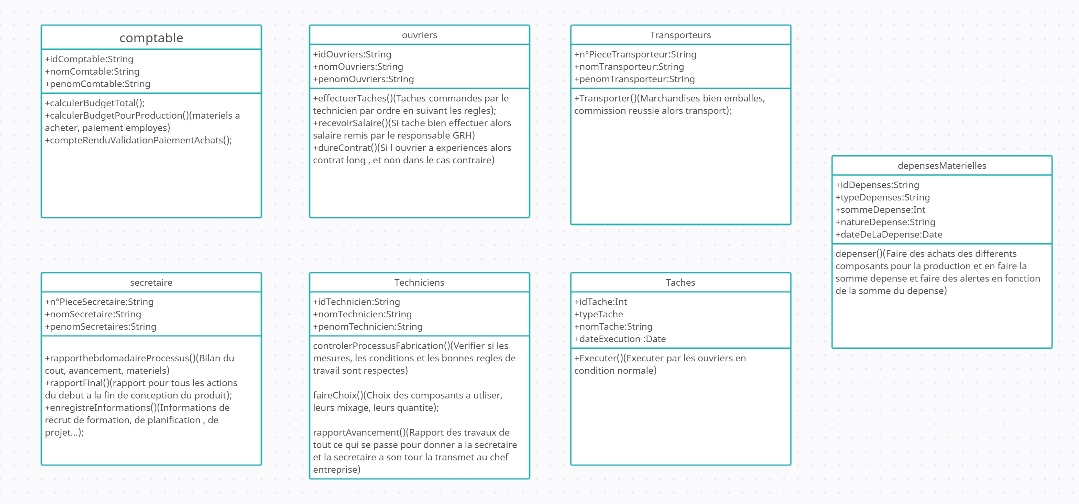 comptable
+idComptable:String
+nomComtable:String
+penomComtable:String
+calculerBudgetTotal();
+calculerBudgetPourProduction()(materiels a
acheter, paiement employes)
+compteRenduValidationPaiementAchats();
ouvriers
+idOuvriers:String
+nomOuvriers:String
+penomOuvriers:String
+effectuerTaches()(Taches commandes par le
technicien par ordre en suivant les regles);
+recevoirSalaire()(Si tache bien effectuer alors
salaire remis par le responsable GRH)
+dureContrat()(Si l ouvrier a experiences alors
contrat long , et non dans le cas contraire)
Transporteurs
+n°PieceTransporteur:String
+nomTransporteur:String
+penomTransporteur:String
+Transporter()(Marchandises bien emballes,
commission reussie alors transport);
depensesMaterielles
+idDepenses:String
+typeDepenses:String
+sommeDepense:Int
+natureDepense:String
+dateDeLaDepense:Date
depenser()(Faire des achats des differents
composants pour la production et en faire la
somme depense et faire des alertes en fonction
de la somme du depense)
secretaire
+n°PieceSecretaire:String
+nomSecretaire:String
+penomSecretaires:String
+rapporthebdomadaireProcessus()(Bilan du
cout, avancement, materiels)
+rapportFinal()(rapport pour tous les actions
du debut a la fin de conception du produit);
+enregistreInformations()(Informations de
recrut de formation, de planification , de
projet...);
Techniciens
+idTechnicien:String
+nomTechnicien:String
+penomTechnicien:String
controlerProcessusFabrication()(Verifier si les
mesures, les conditions et les bonnes regles de
travail sont respectes)
faireChoix()(Choix des composants a utliser,
leurs mixage, leurs quantite);
rapportAvancement()(Rapport des travaux de
tout ce qui se passe pour donner a la secretaire
et la secretaire a son tour la transmet au chef
entreprise)
Taches
+idTache:Int
+typeTache
+nomTache:String
+dateExecution :Date
+Executer()(Executer par les ouvriers en
condition normale)